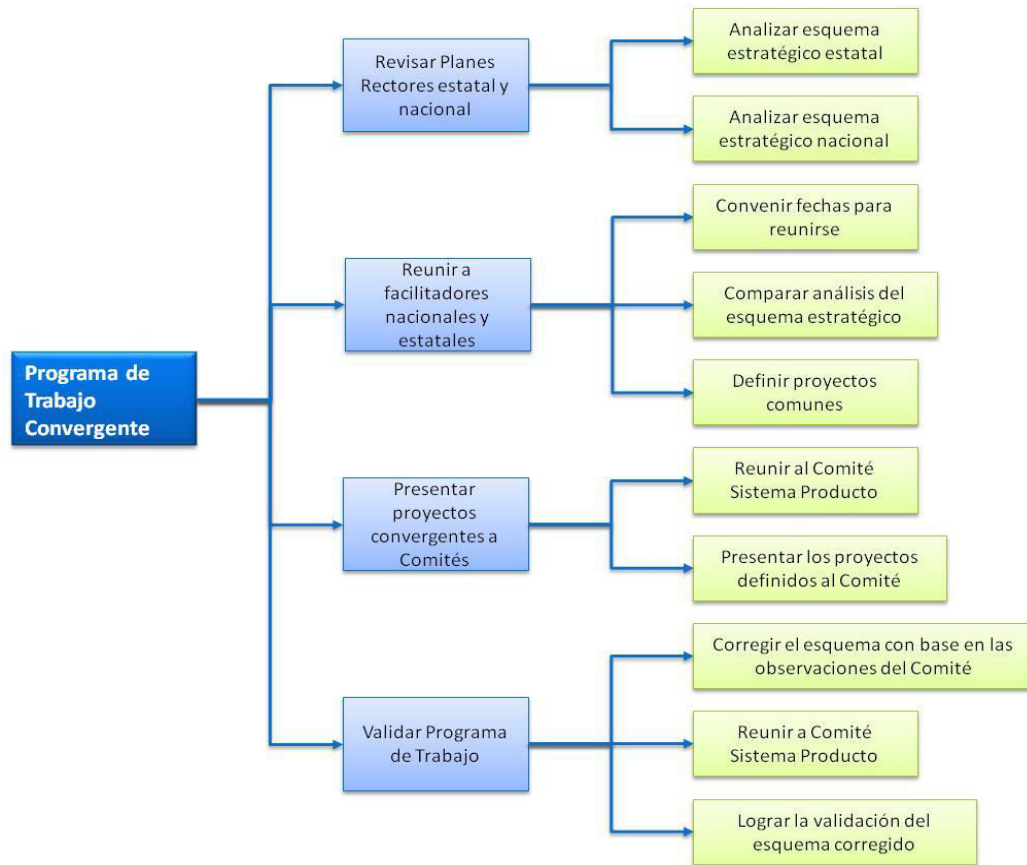 Programa de
Trabajo
Convergente
Revisar Planes
Rectores estatal y
nacional
Analizar esquema
estratégico estatal
Analizar esquema
estratégico nacional
Reunir a
facilitadores
nacionales y
estatales
Convenir fechas para
reunirse
Comparar análisis del
esquema estratégico
Definir proyectos
comunes
Presentar
proyectos
convergentes a
Comités
Reunir al Comité
Sistema Producto
Presentar los proyectos
definidos al Comité
Validar Programa
de Trabajo
Corregir el esquema con base en las
observaciones del Comité
Reunir a Comité
Sistema Producto
Lograr la validación del
esquema corregido